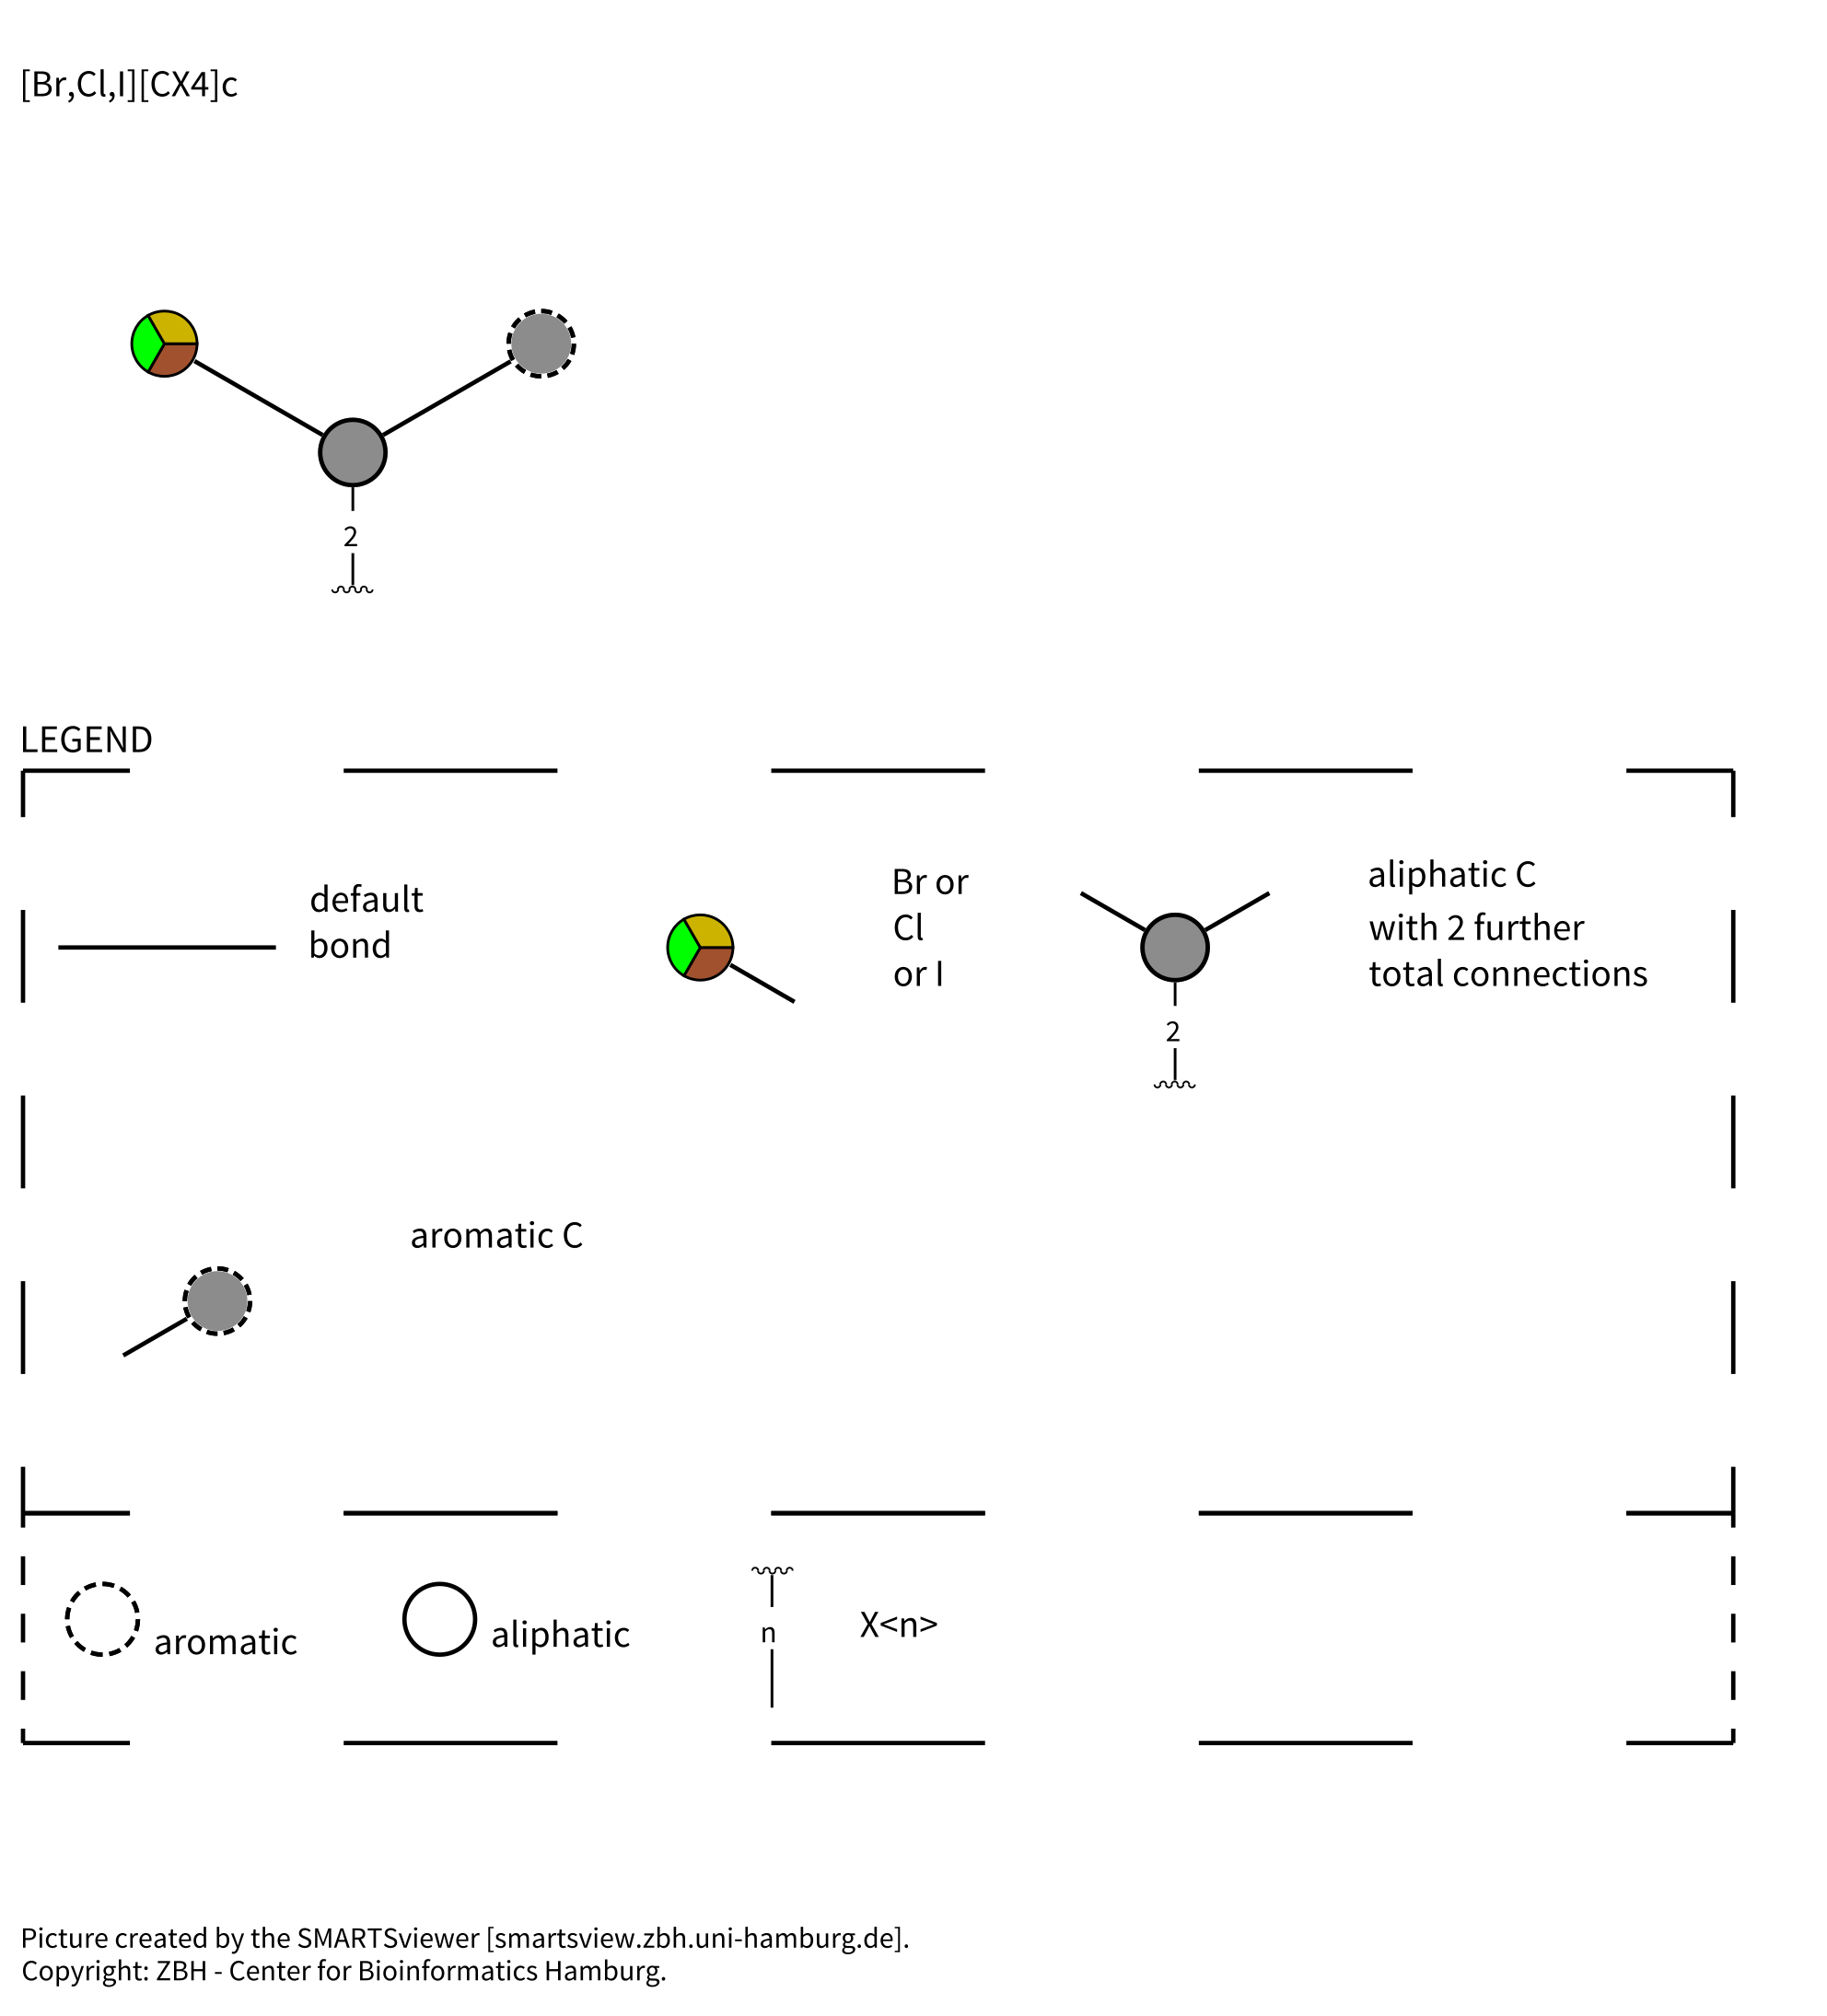 [Br,Cl,I][CX4]c
2
LEGEND
default
bond
Br or
Cl
or I
aliphatic C
with 2 further
total connections
2
aromatic C
aromatic
aliphatic
n
X<n>
Picture created by the SMARTSviewer [smartsview.zbh.uni-hamburg.de].
Copyright: ZBH - Center for Bioinformatics Hamburg.